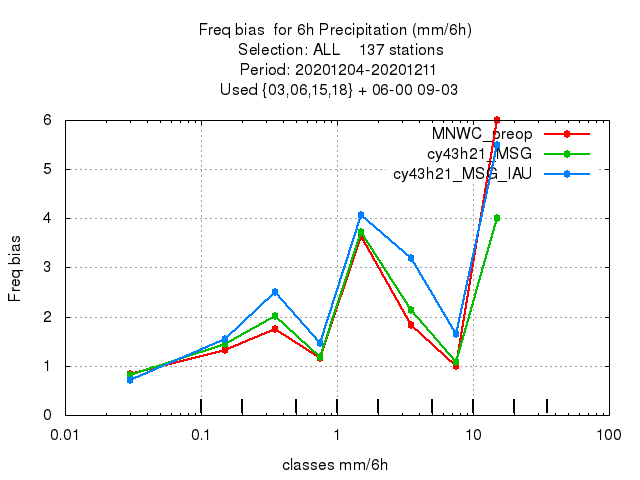 Freq bias  for 6h Precipitation (mm/6h)
Selection: ALL    137 stations
Period: 20201204-20201211
Used {03,06,15,18} + 06-00 09-03
MNWC_preop
cy43h21_MSG
cy43h21_MSG_IAU
Freq bias
6
5
4
3
2
1
0
0.01 0.1 1 10 100
classes mm/6h